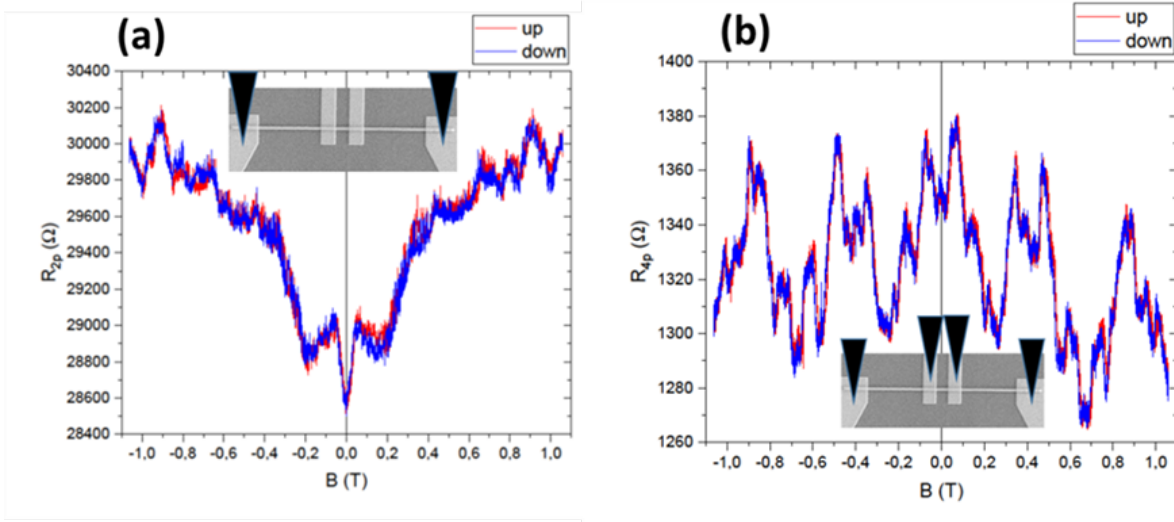 (a)
up
down
30400
30200
30000
29800
29600
29400
29200
29000
28800
28600
28400
R2p (Ω)
-1,0 -0,8 -0,6 -0,4 -0,2 0,0 0,2 0,4 0,6 0,8 1,0
B (T)
(b)
up
down
1400
1380
1360
1340
1320
1300
1280
1260
R4p (Ω)
-1,0 -0,8 -0,6 -0,4 -0,2 0,0 0,2 0,4 0,6 0,8 1,0
B (T)